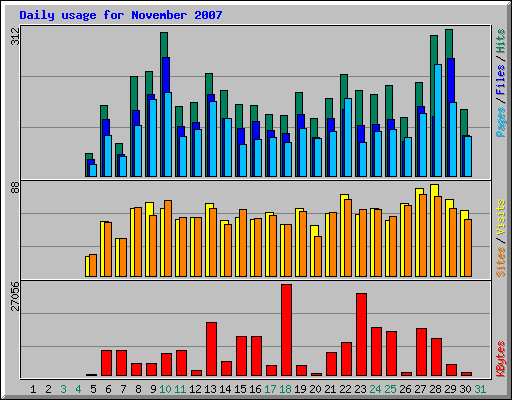 Daily usage for November 2007
312
Pages / Files / Hits
88
Sites / Visits
27056
KBytes
1 2 3 4 5 6 7 8 9 10 11 12 13 14 15 16 17 18 19 20 21 22 23 24 25 26 27 28 29 30 31